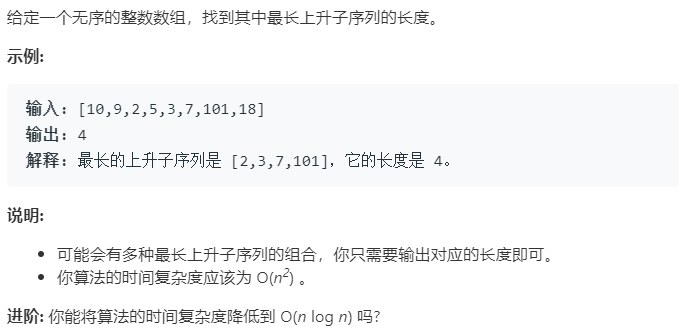 给定一个无序的整数数组，找到其中最长上升子序列的长度。
示例:
输入: [10,9,2,5,3,7,101,18]
输出: 4
解释: 最长的上升子序列是 [2,3,7,101]，它的长度是 4。
说明:
• 可能会有多种最长上升子序列的组合，你只需要输出对应的长度即可。
• 你算法的时间复杂度应该为 O(n²) 。
进阶: 你能将算法的时间复杂度降低到 O(n log n) 吗?